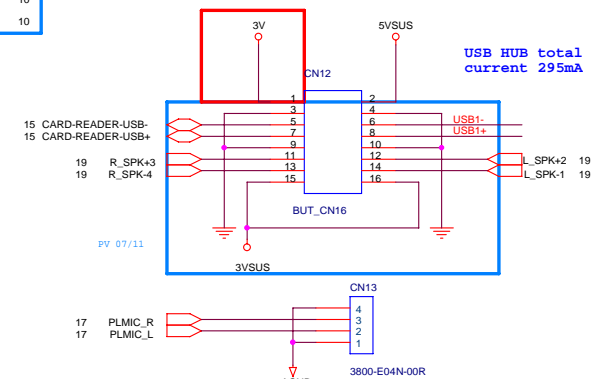 10
10
3V
5VSUS
USB HUB total
current 295mA
CN12
1 2
3 4
15 CARD-READER-USB- 5 6 USB1-
15 CARD-READER-USB+ 7 8 USB1+
9 10
19 R_SPK+3 11 12 L_SPK+2 19
19 R_SPK-4 13 14 L_SPK-1 19
15 16
BUT_CN16
PV 07/11
3VSUS
CN13
4
17 PLMIC_R 3
17 PLMIC_L 2
1
3800-E04N-00R